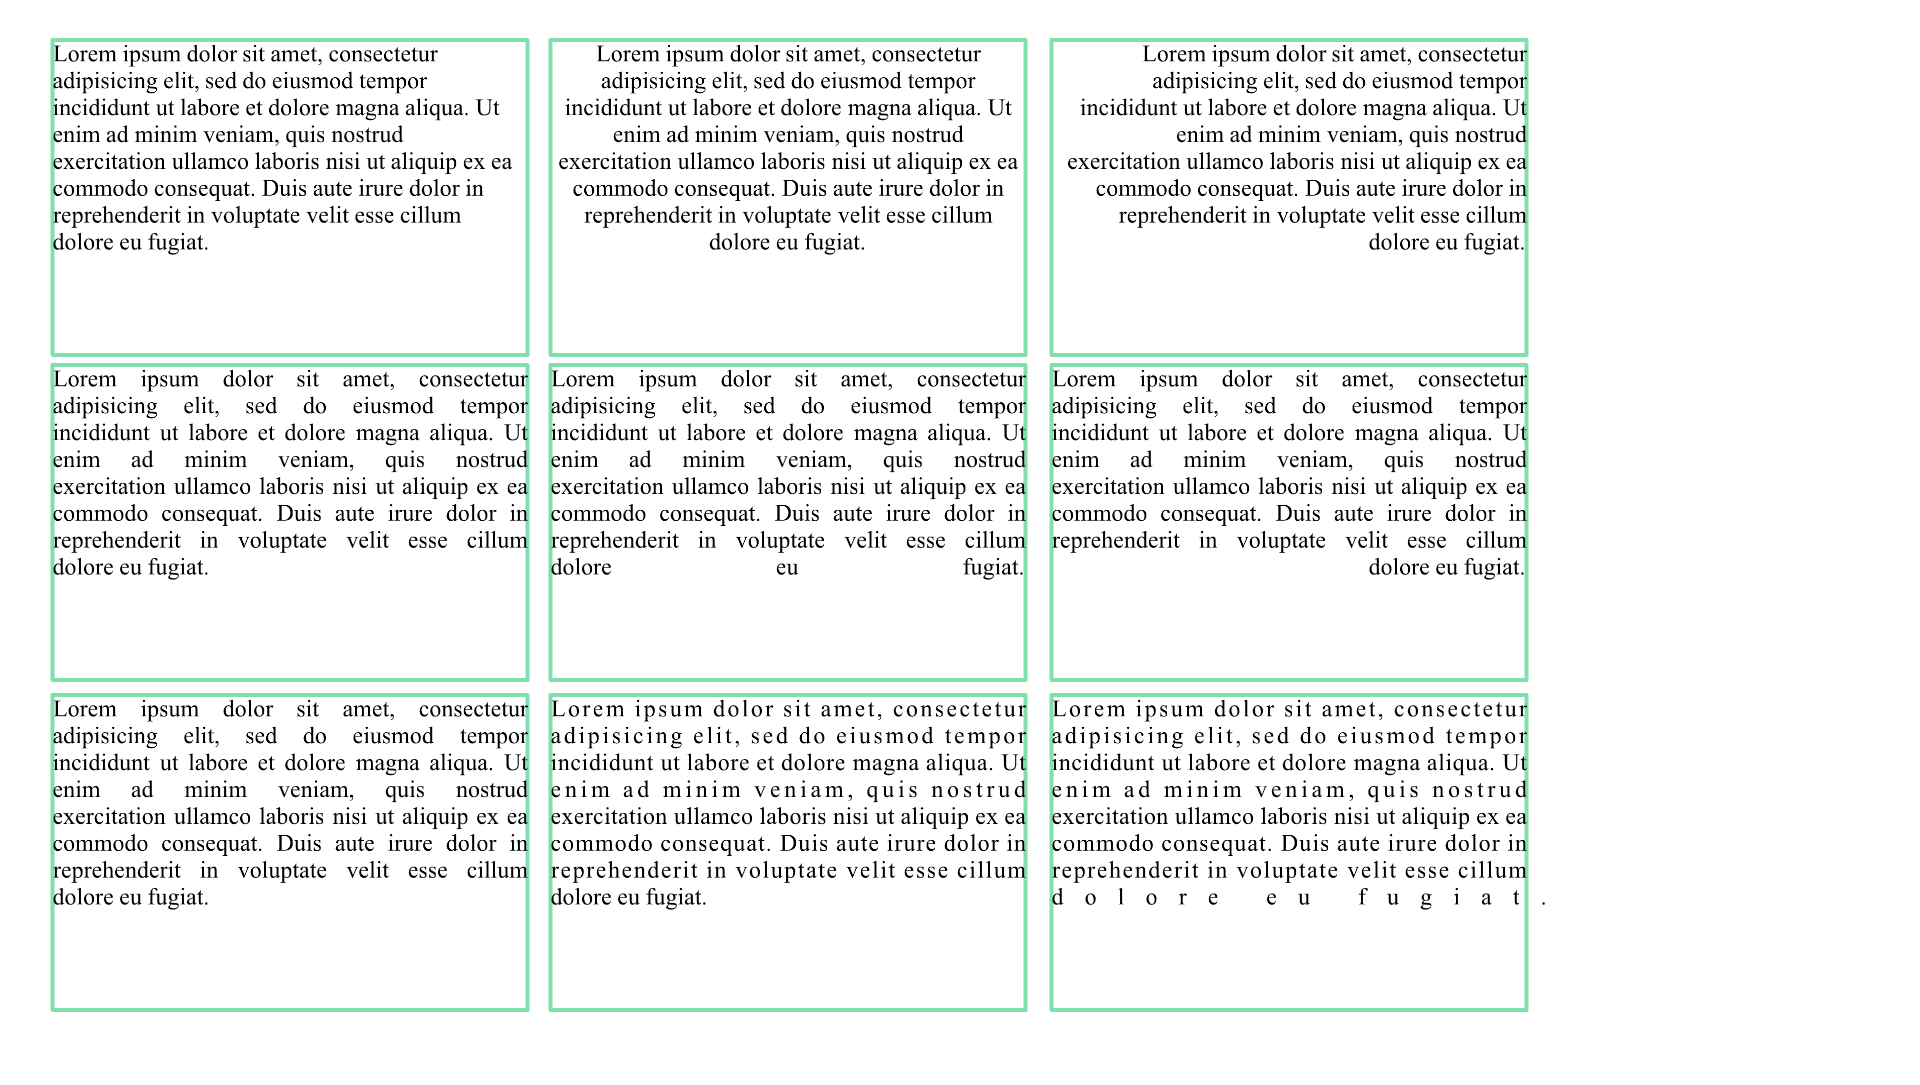 Lorem ipsum dolor sit amet, consectetur
adipisicing elit, sed do eiusmod tempor
incididunt ut labore et dolore magna aliqua. Ut
enim ad minim veniam, quis nostrud
exercitation ullamco laboris nisi ut aliquip ex ea
commodo consequat. Duis aute irure dolor in
reprehenderit in voluptate velit esse cillum
dolore eu fugiat.
Lorem ipsum dolor sit amet, consectetur
adipisicing elit, sed do eiusmod tempor
incididunt ut labore et dolore magna aliqua. Ut
enim ad minim veniam, quis nostrud
exercitation ullamco laboris nisi ut aliquip ex ea
commodo consequat. Duis aute irure dolor in
reprehenderit in voluptate velit esse cillum
dolore eu fugiat.
Lorem ipsum dolor sit amet, consectetur
adipisicing elit, sed do eiusmod tempor
incididunt ut labore et dolore magna aliqua. Ut
enim ad minim veniam, quis nostrud
exercitation ullamco laboris nisi ut aliquip ex ea
commodo consequat. Duis aute irure dolor in
reprehenderit in voluptate velit esse cillum
dolore eu fugiat.
Lorem ipsum dolor sit amet, consectetur
adipisicing elit, sed do eiusmod tempor
incididunt ut labore et dolore magna aliqua. Ut
enim ad minim veniam, quis nostrud
exercitation ullamco laboris nisi ut aliquip ex ea
commodo consequat. Duis aute irure dolor in
reprehenderit in voluptate velit esse cillum
dolore eu fugiat.
Lorem ipsum dolor sit amet, consectetur
adipisicing elit, sed do eiusmod tempor
incididunt ut labore et dolore magna aliqua. Ut
enim ad minim veniam, quis nostrud
exercitation ullamco laboris nisi ut aliquip ex ea
commodo consequat. Duis aute irure dolor in
reprehenderit in voluptate velit esse cillum
dolore eu fugiat.
Lorem ipsum dolor sit amet, consectetur
adipisicing elit, sed do eiusmod tempor
incididunt ut labore et dolore magna aliqua. Ut
enim ad minim veniam, quis nostrud
exercitation ullamco laboris nisi ut aliquip ex ea
commodo consequat. Duis aute irure dolor in
reprehenderit in voluptate velit esse cillum
dolore eu fugiat.
Lorem ipsum dolor sit amet, consectetur
adipisicing elit, sed do eiusmod tempor
incididunt ut labore et dolore magna aliqua. Ut
enim ad minim veniam, quis nostrud
exercitation ullamco laboris nisi ut aliquip ex ea
commodo consequat. Duis aute irure dolor in
reprehenderit in voluptate velit esse cillum
dolore eu fugiat.
Lorem ipsum dolor sit amet, consectetur
adipisicing elit, sed do eiusmod tempor
incididunt ut labore et dolore magna aliqua. Ut
enim ad minim veniam, quis nostrud
exercitation ullamco laboris nisi ut aliquip ex ea
commodo consequat. Duis aute irure dolor in
reprehenderit in voluptate velit esse cillum
dolore eu fugiat.
Lorem ipsum dolor sit amet, consectetur
adipisicing elit, sed do eiusmod tempor
incididunt ut labore et dolore magna aliqua. Ut
enim ad minim veniam, quis nostrud
exercitation ullamco laboris nisi ut aliquip ex ea
commodo consequat. Duis aute irure dolor in
reprehenderit in voluptate velit esse cillum
dolore eu fugiat.